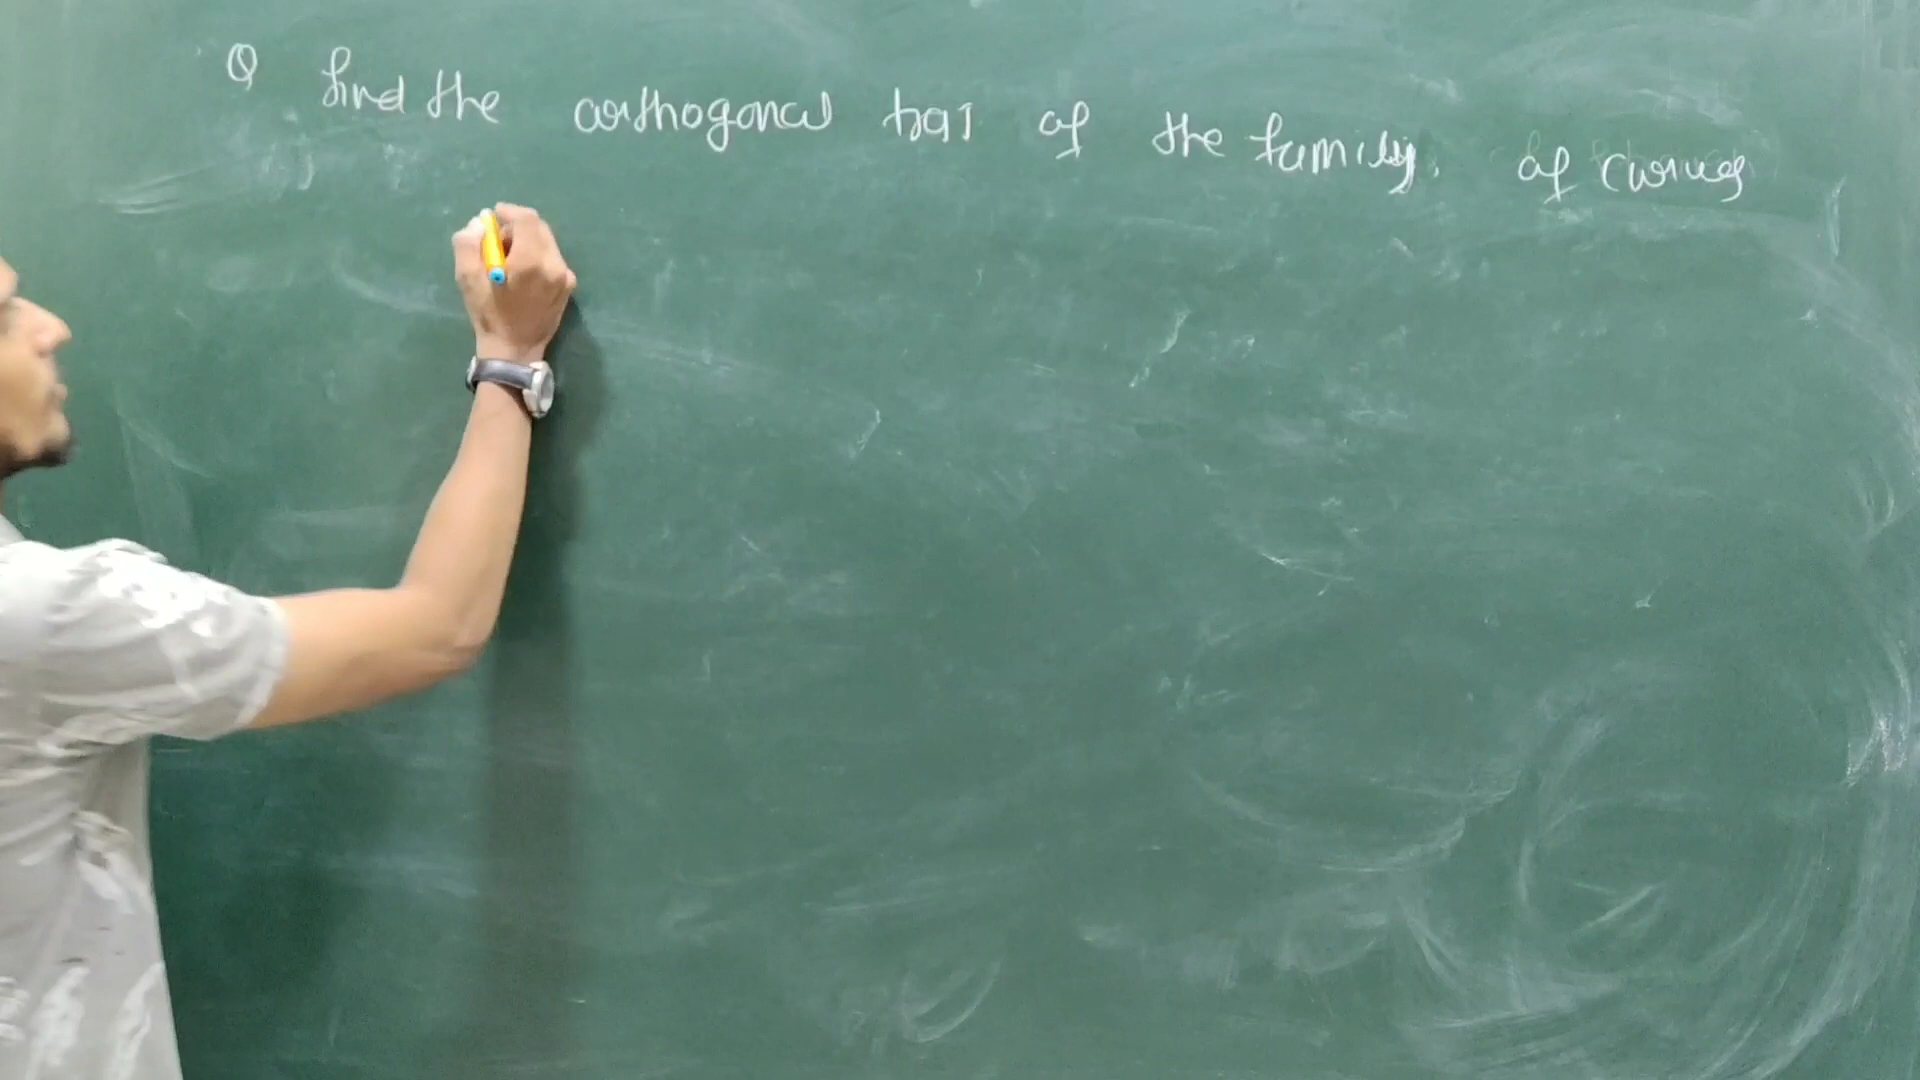 Q find the orthogonal traj of the family. of curves